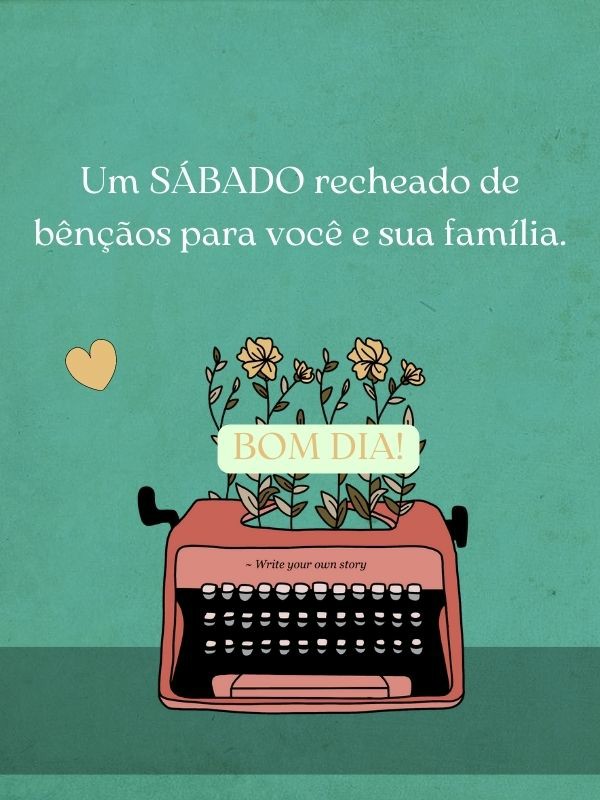 Um SÁBADO recheado de
bênçãos para você e sua família.
BOM DIA!
~ Write your own story